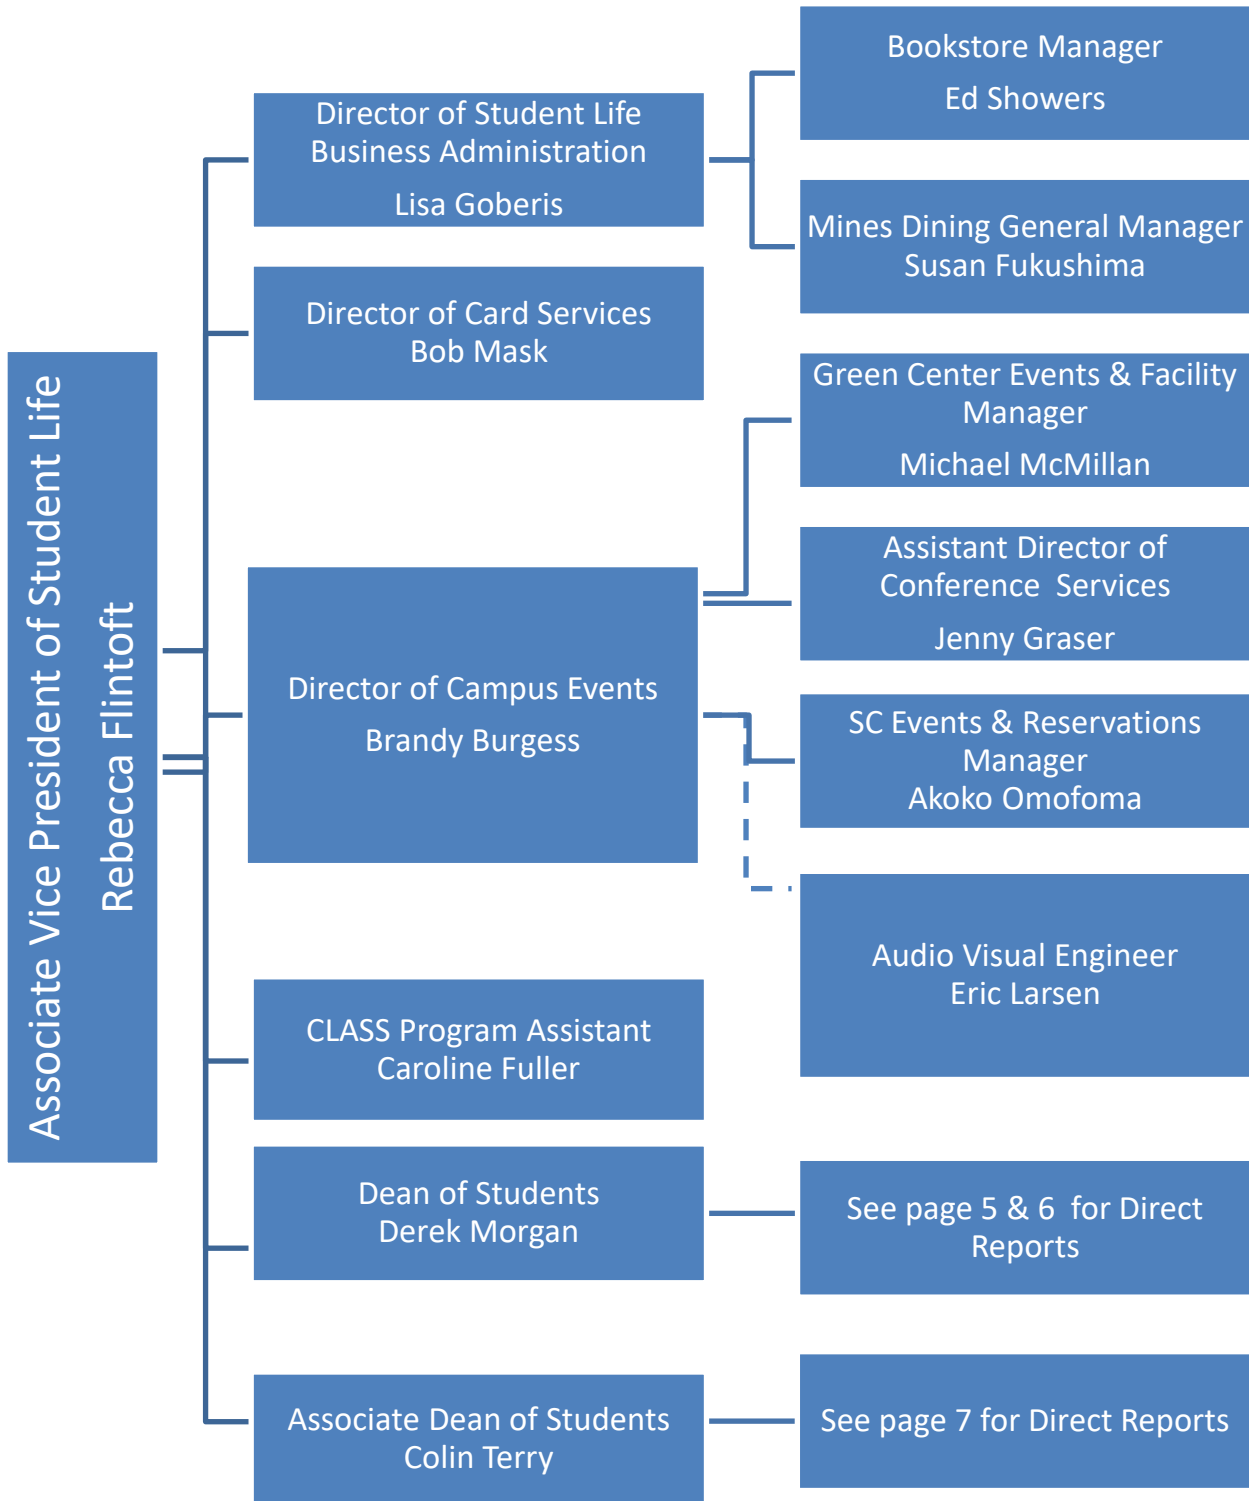 Associate Vice President of Student Life
Rebecca Flintoft
Director of Student Life
Business Administration
Lisa Goberis
Bookstore Manager
Ed Showers
Mines Dining General Manager
Susan Fukushima
Director of Card Services
Bob Mask
Director of Campus Events
Brandy Burgess
Green Center Events & Facility
Manager
Michael McMillan
Assistant Director of
Conference  Services
Jenny Graser
SC Events & Reservations
Manager
Akoko Omofoma
Audio Visual Engineer
Eric Larsen
CLASS Program Assistant
Caroline Fuller
Dean of Students
Derek Morgan
See page 5 & 6  for Direct
Reports
Associate Dean of Students
Colin Terry
See page 7 for Direct Reports